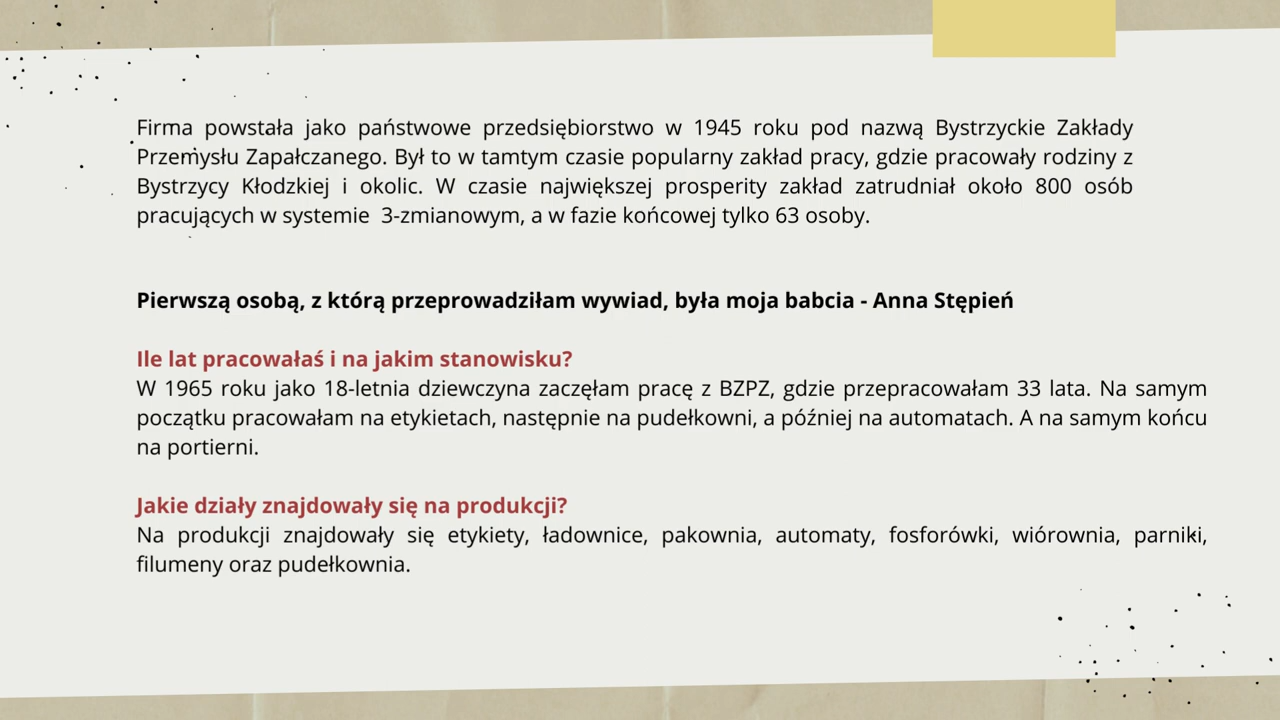 Firma powstała jako państwowe przedsiębiorstwo w 1945 roku pod nazwą Bystrzyckie Zakłady
Przemysłu Zapałczanego. Był to w tamtym czasie popularny zakład pracy, gdzie pracowały rodziny z
Bystrzycy Kłodzkiej i okolic. W czasie największej prosperity zakład zatrudniał około 800 osób
pracujących w systemie 3-zmianowym, a w fazie końcowej tylko 63 osoby.
Pierwszą osobą, z którą przeprowadziłam wywiad, była moja babcia - Anna Stępień
Ile lat pracowałaś i na jakim stanowisku?
W 1965 roku jako 18-letnia dziewczyna zaczęłam pracę z BZPZ, gdzie przepracowałam 33 lata. Na samym
początku pracowałam na etykietach, następnie na pudełkowni, a później na automatach. A na samym końcu
na portierni.
Jakie działy znajdowały się na produkcji?
Na produkcji znajdowały się etykiety, ładownice, pakownia, automaty, fosforówki, wiórownia, parniki,
filumeny oraz pudełkownia.